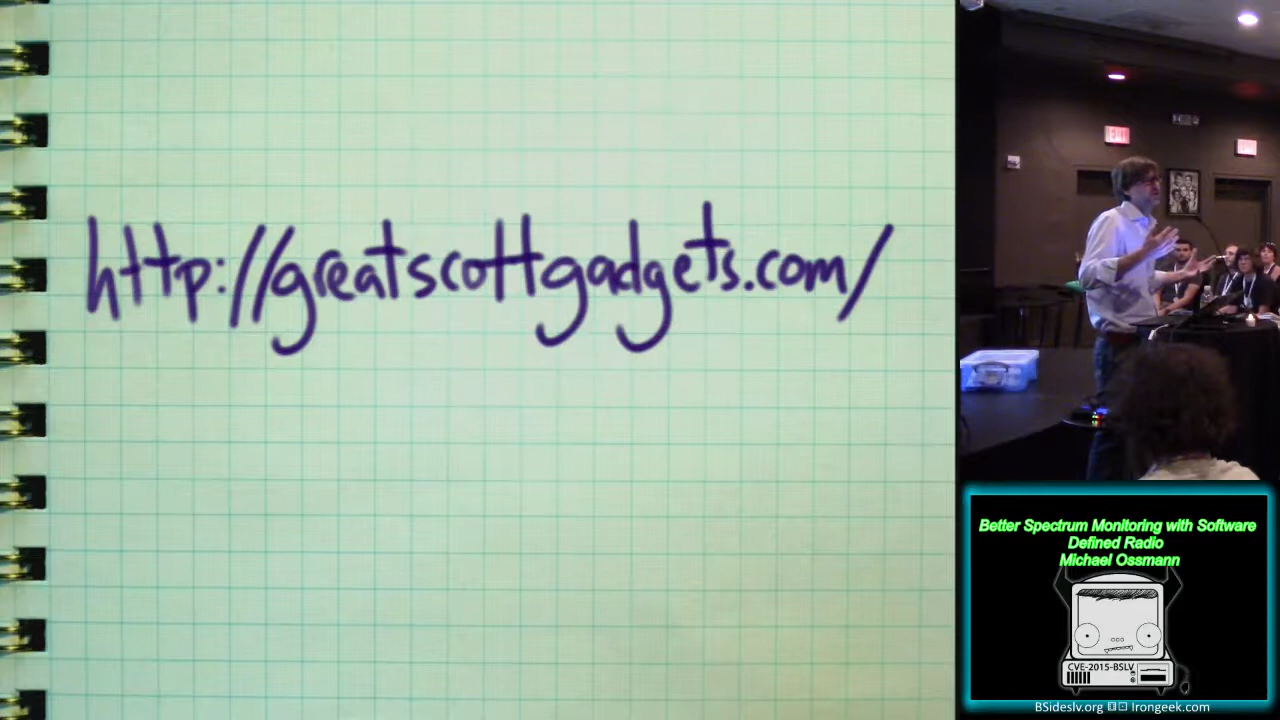 http://greatscottgadgets.com/
EXIT
Better Spectrum Monitoring with Software
Defined Radio
Michael Ossmann
CVE-2015-BSLV
BSideslv.org
Irongeek.com